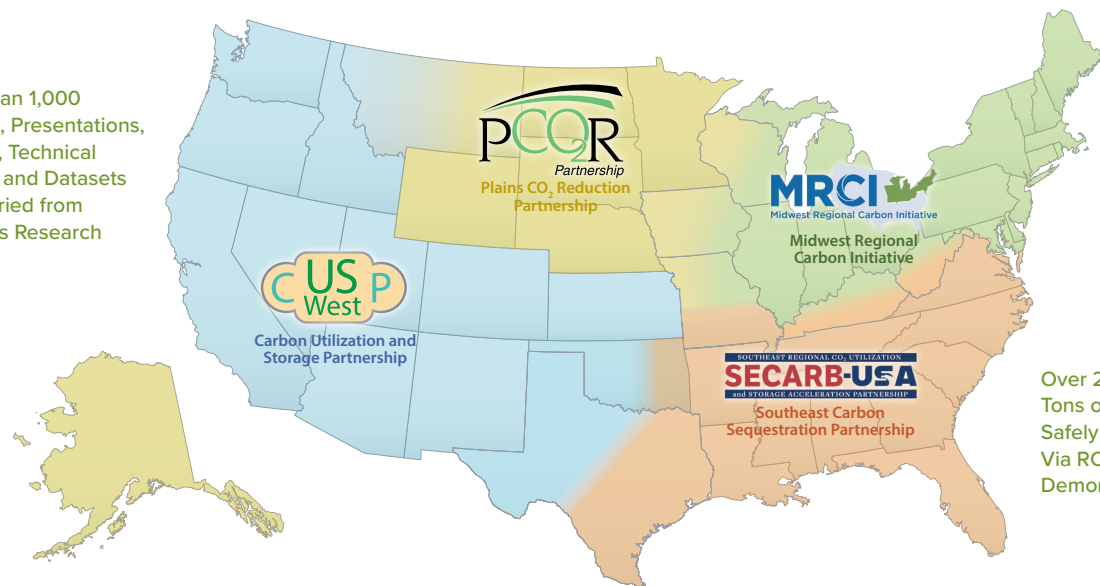 an 1,000
, Presentations,
, Technical
and Datasets
ried from
s Research
PCO2R
Partnership
Plains CO2 Reduction
Partnership
MRCI
Midwest Regional Carbon Initiative
Midwest Regional
Carbon Initiative
CUSP
West
Carbon Utilization and
Storage Partnership
SOUTHEAST REGIONAL CO2 UTILIZATION
SECARB-USA
and STORAGE ACCELERATION PARTNERSHIP
Southeast Carbon
Sequestration Partnership
Over 2
Tons o
Safely
Via RC
Demon